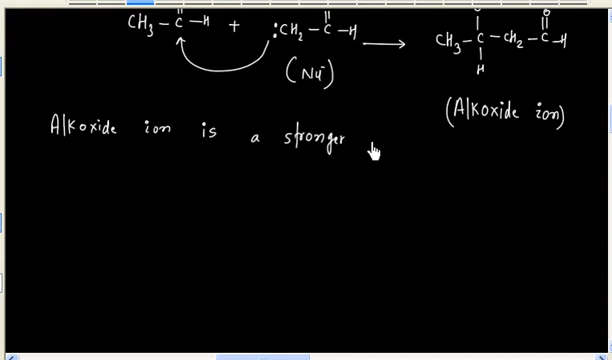 CH3 – C – H + :CH2 – C – H → CH3 – C – CH2 – C – H
H
(Nu-)
(Alkoxide ion)
Alkoxide ion is a stronger